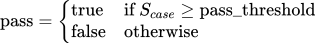 pass = { true if S_case ≥ pass_threshold
false otherwise